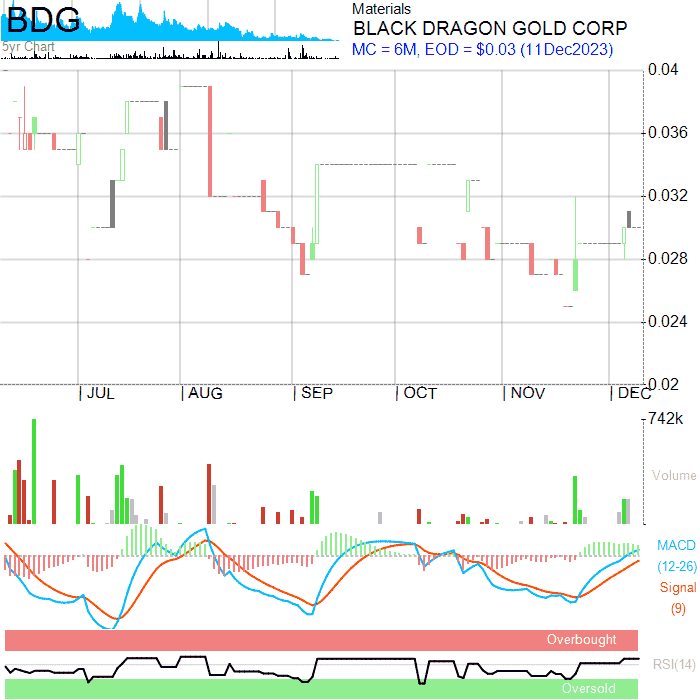 BDG
Materials
BLACK DRAGON GOLD CORP
MC = 6M, EOD = $0.03 (11Dec2023)
5yr Chart
0.04
0.036
0.032
0.028
0.024
0.02
JUL
AUG
SEP
OCT
NOV
DEC
742k
Volume
MACD
(12-26)
Signal
(9)
Overbought
RSI(14)
Oversold